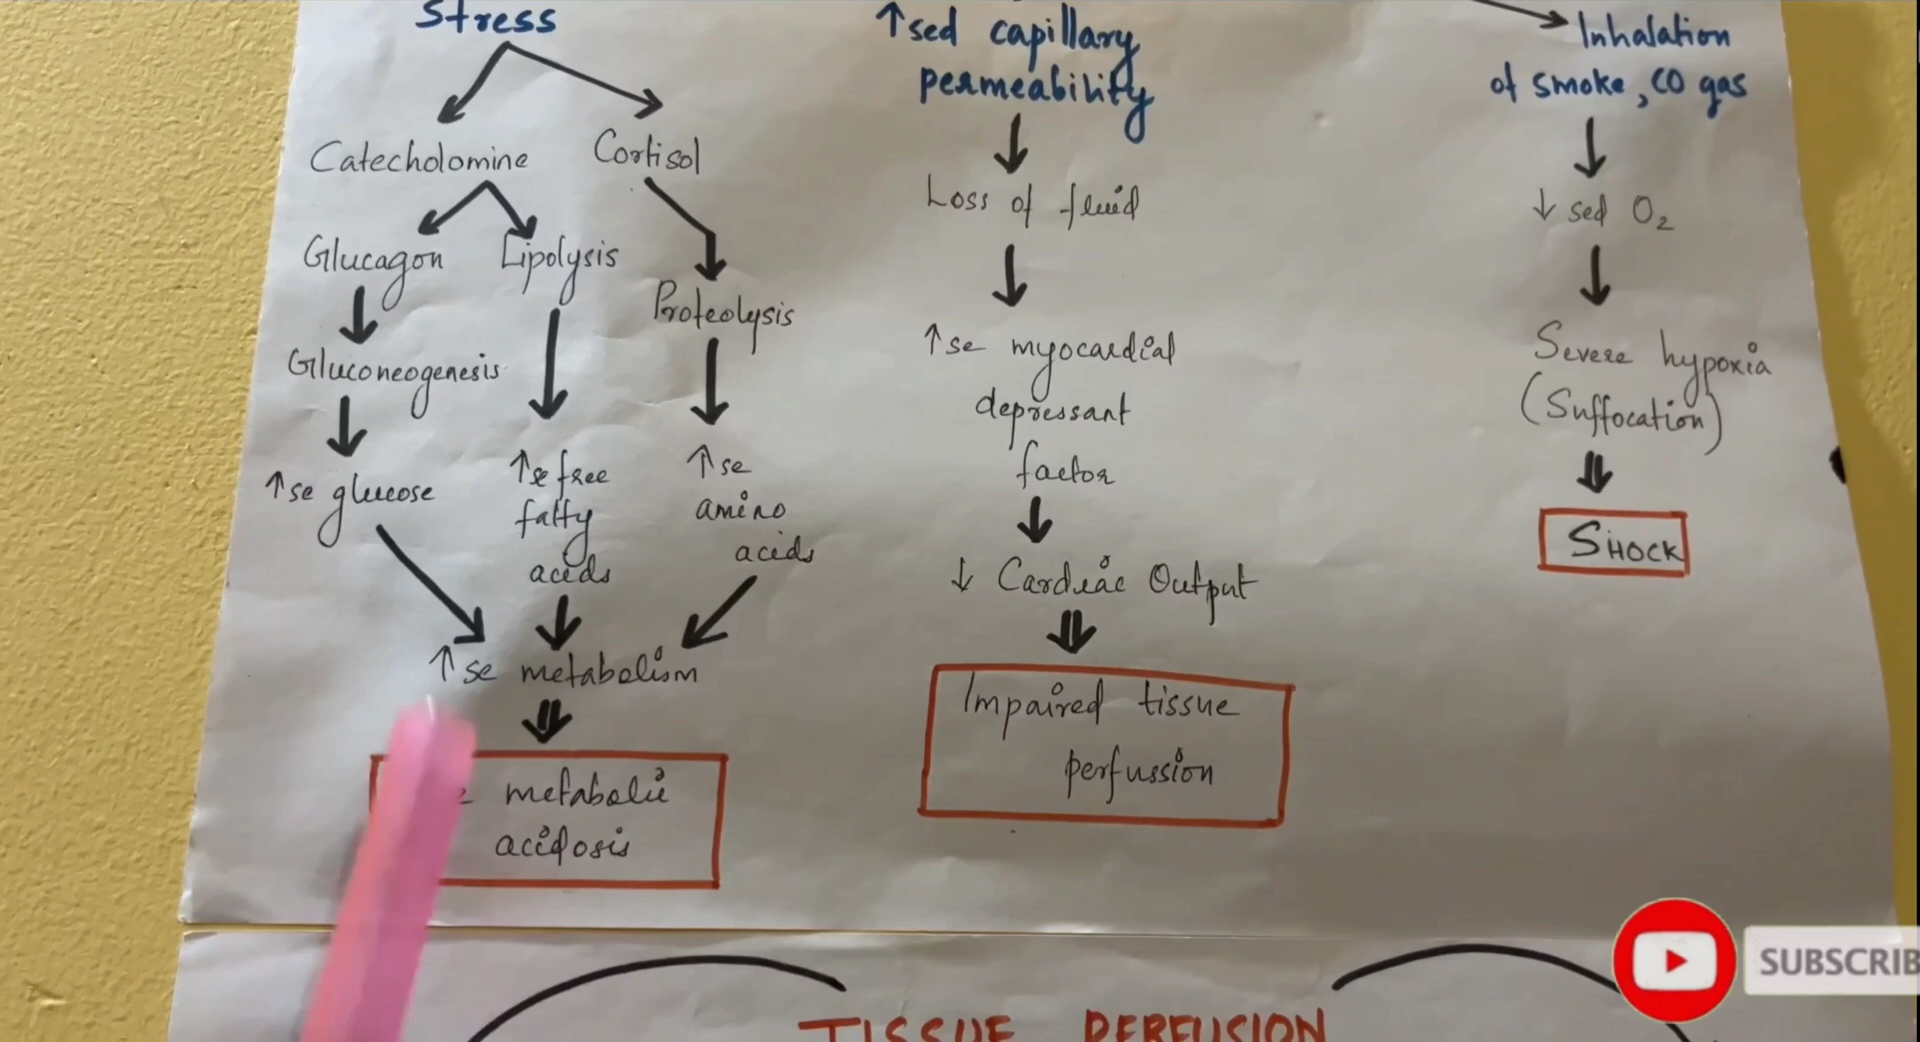 Stress
Catecholomine
Cortisol
Glucagon
Lipolysis
Proteolysis
Gluconeogenesis
↑se glucose
↑se free
fatty
acids
↑se
amino
acids
↑se metabolism
metabolic
acidosis
↑sed capillary
permeability
Loss of fluid
↑se myocardial
depressant
factor
↓ Cardiac Output
Impaired tissue
perfussion
Inhalation
of smoke, CO gas
↓ sed O₂
Severe hypoxia
(Suffocation)
SHOCK
TISSUE PERFUSION
SUBSCRIB